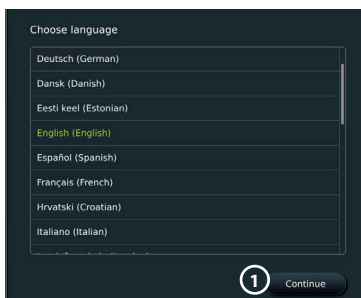 Choose language
Deutsch (German)
Dansk (Danish)
Eesti keel (Estonian)
English (English)
Español (Spanish)
Français (French)
Hrvatski (Croatian)
Italiano (Italian)
1
Continue